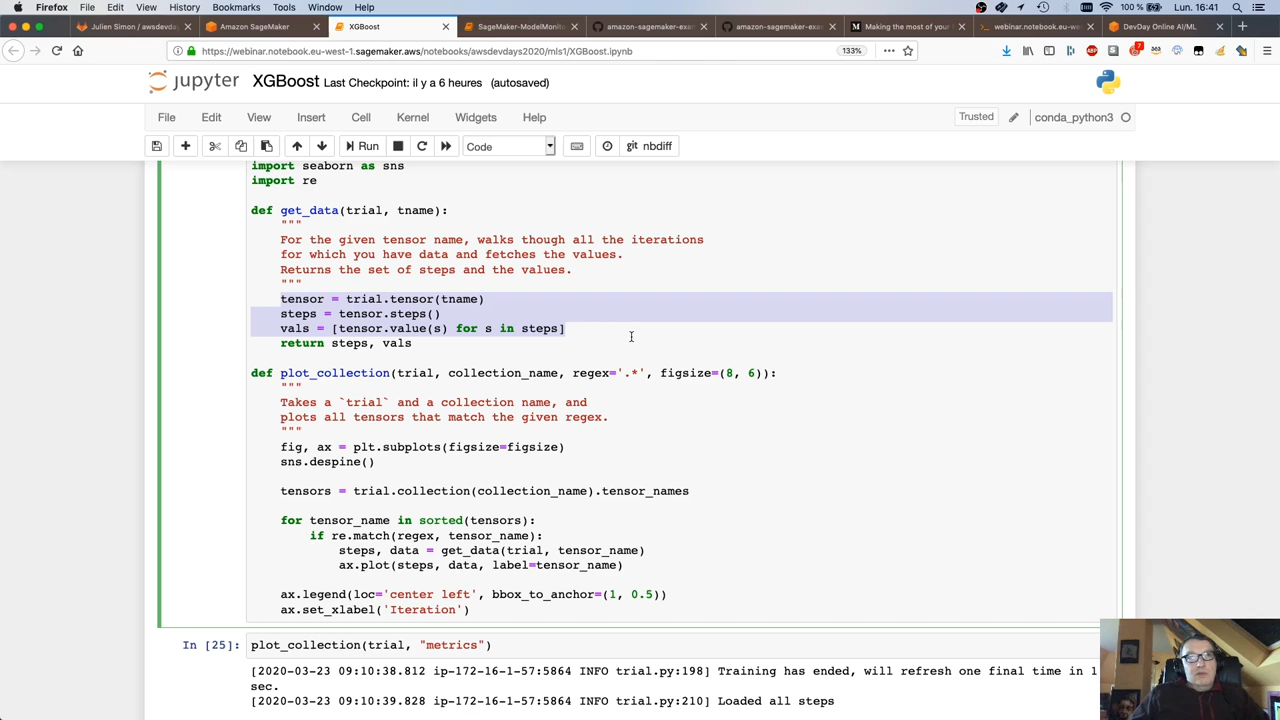 Firefox File Edit View History Bookmarks Tools Window Help 100 % Lun. 16:41
Julien Simon / awsdevda
Amazon SageMaker
XGBoost
SageMaker-ModelMonitor
amazon-sagemaker-exam
amazon-sagemaker-exam
Making the most of your
webinar.notebook.eu-west-
DevDay Online AI/ML
https://webinar.notebook.eu-west-1.sagemaker.aws/notebooks/awsdevdays2020/mls1/XGBoost.ipynb 133%
jupyter XGBoost Last Checkpoint: il y a 6 heures (autosaved)
File Edit View Insert Cell Kernel Widgets Help Trusted conda_python3
Run Code git nbdiff
import seaborn as sns
import re
def get_data(trial, tname):
"""
For the given tensor name, walks though all the iterations
for which you have data and fetches the values.
Returns the set of steps and the values.
"""
tensor = trial.tensor(tname)
steps = tensor.steps()
vals = [tensor.value(s) for s in steps]
return steps, vals
def plot_collection(trial, collection_name, regex='.*', figsize=(8, 6)):
"""
Takes a `trial` and a collection name, and
plots all tensors that match the given regex.
"""
fig, ax = plt.subplots(figsize=figsize)
sns.despine()
tensors = trial.collection(collection_name).tensor_names
for tensor_name in sorted(tensors):
if re.match(regex, tensor_name):
steps, data = get_data(trial, tensor_name)
ax.plot(steps, data, label=tensor_name)
ax.legend(loc='center left', bbox_to_anchor=(1, 0.5))
ax.set_xlabel('Iteration')
In [25]: plot_collection(trial, "metrics")
[2020-03-23 09:10:38.812 ip-172-16-1-57:5864 INFO trial.py:198] Training has ended, will refresh one final time in 1
sec.
[2020-03-23 09:10:39.828 ip-172-16-1-57:5864 INFO trial.py:210] Loaded all steps